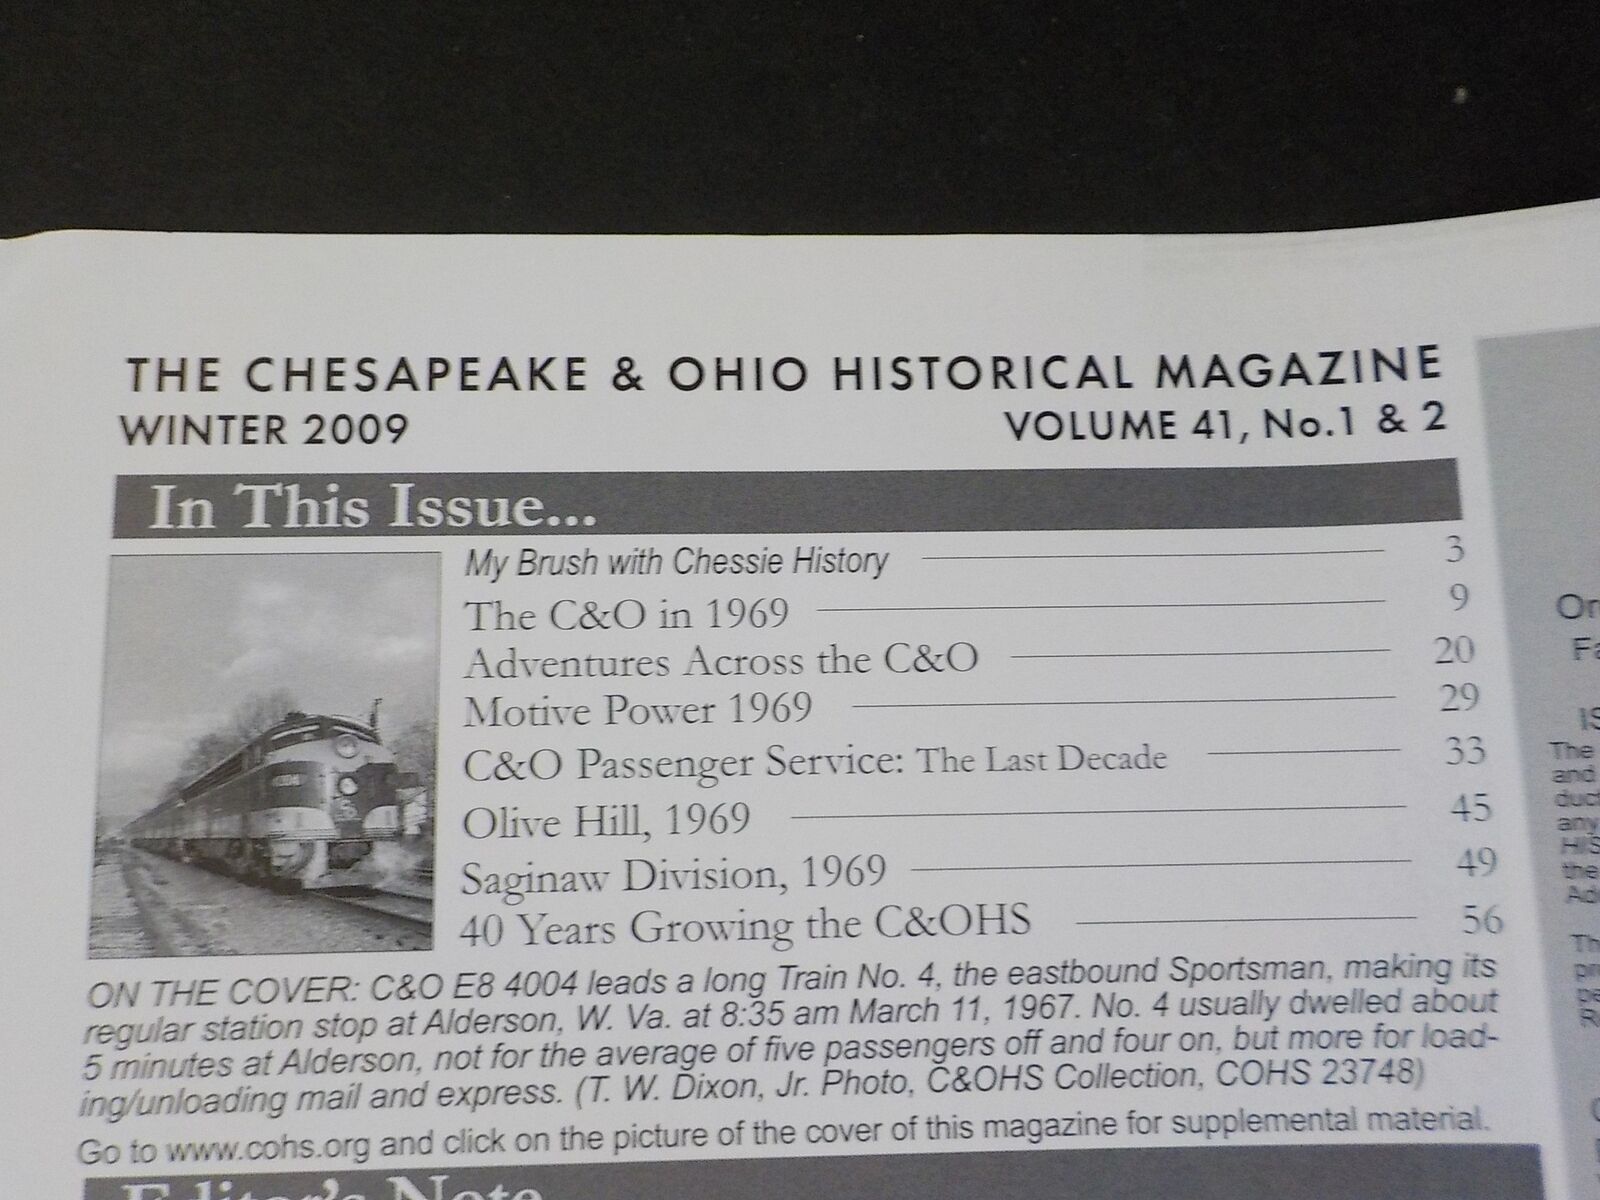 THE CHESAPEAKE & OHIO HISTORICAL MAGAZINE
WINTER 2009 VOLUME 41, No.1 & 2
In This Issue...
My Brush with Chessie History 3
The C&O in 1969 9
Adventures Across the C&O 20
Motive Power 1969 29
C&O Passenger Service: The Last Decade 33
Olive Hill, 1969 45
Saginaw Division, 1969 49
40 Years Growing the C&OHS 56
ON THE COVER: C&O E8 4004 leads a long Train No. 4, the eastbound Sportsman, making its
regular station stop at Alderson, W. Va. at 8:35 am March 11, 1967. No. 4 usually dwelled about
5 minutes at Alderson, not for the average of five passengers off and four on, but more for load-
ing/unloading mail and express. (T. W. Dixon, Jr. Photo, C&OHS Collection, COHS 23748)
Go to www.cohs.org and click on the picture of the cover of this magazine for supplemental material.
Editor's Note
The
and
any
the